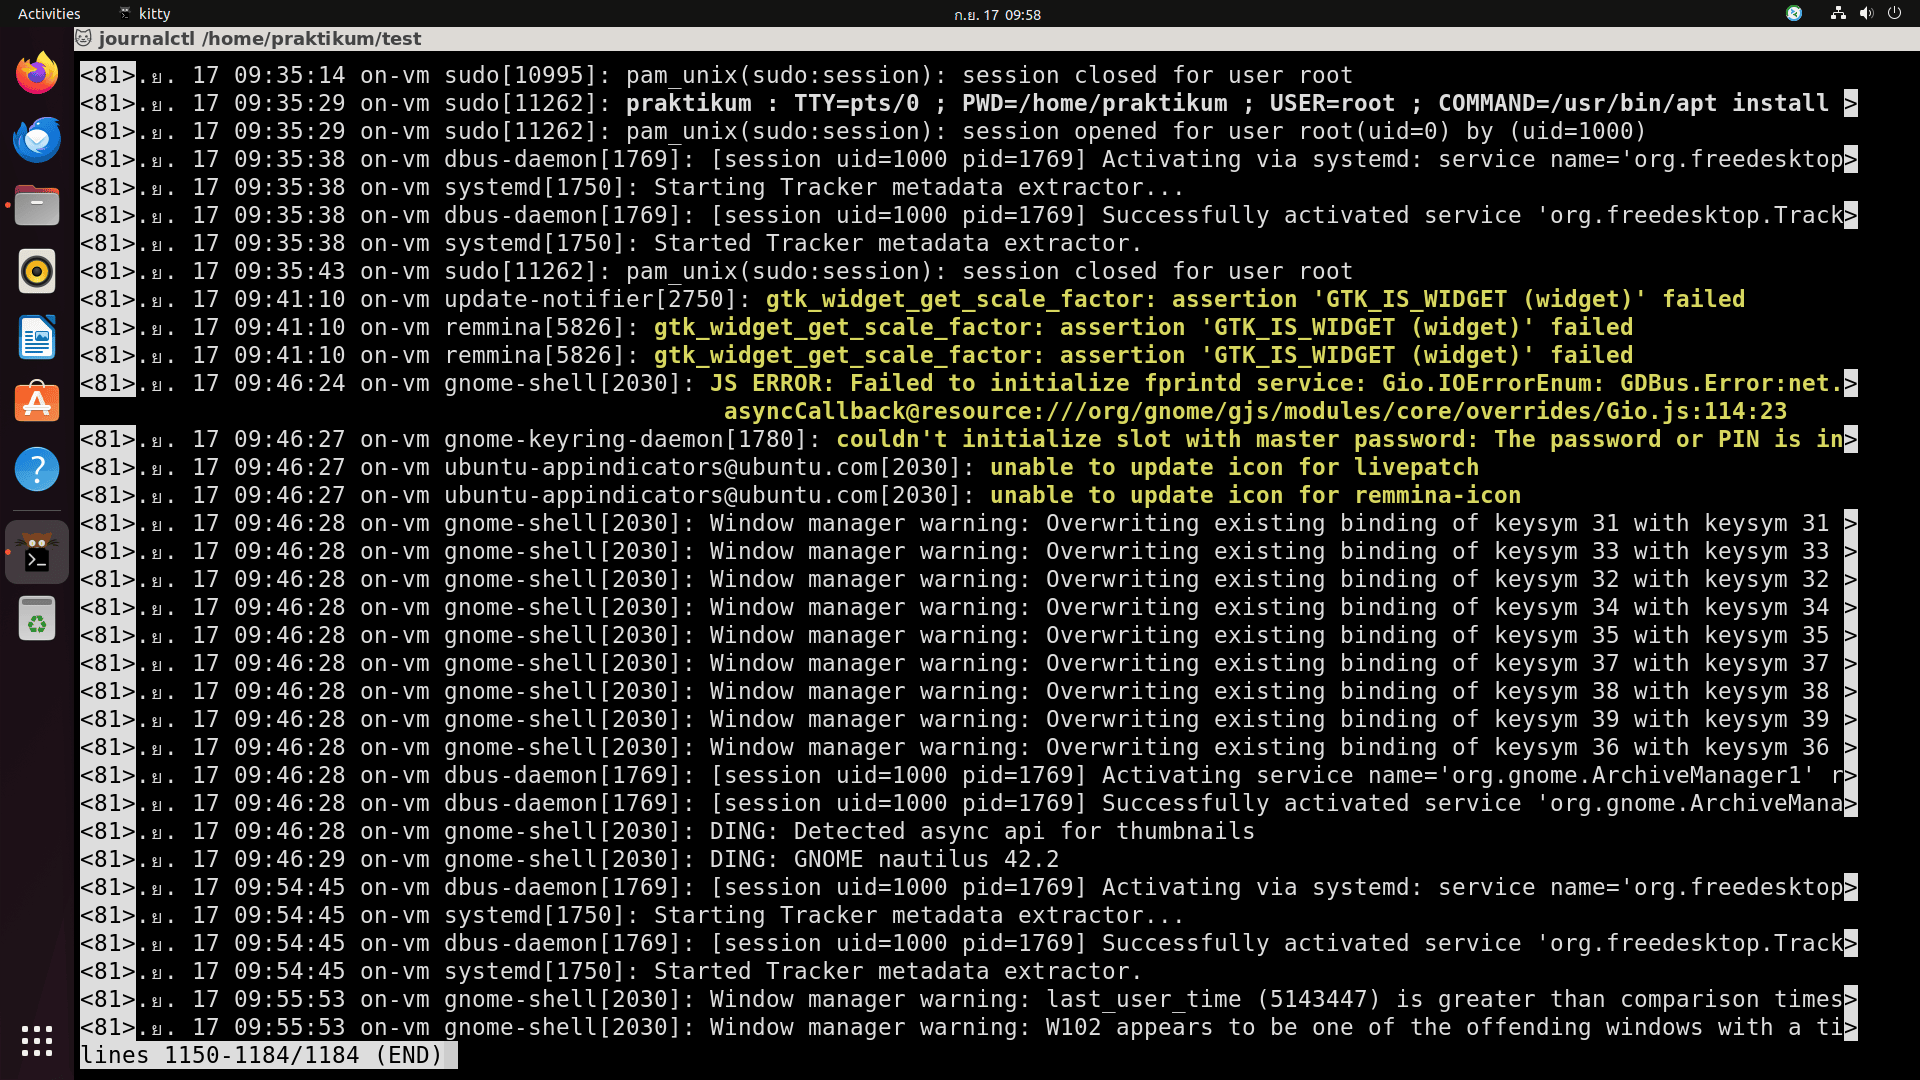 Activities
kitty
ก.ย. 17 09:58
journalctl /home/praktikum/test
<81>.ย. 17 09:35:14 on-vm sudo[10995]: pam_unix(sudo:session): session closed for user root
<81>.ย. 17 09:35:29 on-vm sudo[11262]: praktikum : TTY=pts/0 ; PWD=/home/praktikum ; USER=root ; COMMAND=/usr/bin/apt install >
<81>.ย. 17 09:35:29 on-vm sudo[11262]: pam_unix(sudo:session): session opened for user root(uid=0) by (uid=1000)
<81>.ย. 17 09:35:38 on-vm dbus-daemon[1769]: [session uid=1000 pid=1769] Activating via systemd: service name='org.freedesktop>
<81>.ย. 17 09:35:38 on-vm systemd[1750]: Starting Tracker metadata extractor...
<81>.ย. 17 09:35:38 on-vm dbus-daemon[1769]: [session uid=1000 pid=1769] Successfully activated service 'org.freedesktop.Track>
<81>.ย. 17 09:35:38 on-vm systemd[1750]: Started Tracker metadata extractor.
<81>.ย. 17 09:35:43 on-vm sudo[11262]: pam_unix(sudo:session): session closed for user root
<81>.ย. 17 09:41:10 on-vm update-notifier[2750]: gtk_widget_get_scale_factor: assertion 'GTK_IS_WIDGET (widget)' failed
<81>.ย. 17 09:41:10 on-vm remmina[5826]: gtk_widget_get_scale_factor: assertion 'GTK_IS_WIDGET (widget)' failed
<81>.ย. 17 09:41:10 on-vm remmina[5826]: gtk_widget_get_scale_factor: assertion 'GTK_IS_WIDGET (widget)' failed
<81>.ย. 17 09:46:24 on-vm gnome-shell[2030]: JS ERROR: Failed to initialize fprintd service: Gio.IOErrorEnum: GDBus.Error:net.>
asyncCallback@resource:///org/gnome/gjs/modules/core/overrides/Gio.js:114:23
<81>.ย. 17 09:46:27 on-vm gnome-keyring-daemon[1780]: couldn't initialize slot with master password: The password or PIN is in>
<81>.ย. 17 09:46:27 on-vm ubuntu-appindicators@ubuntu.com[2030]: unable to update icon for livepatch
<81>.ย. 17 09:46:27 on-vm ubuntu-appindicators@ubuntu.com[2030]: unable to update icon for remmina-icon
<81>.ย. 17 09:46:28 on-vm gnome-shell[2030]: Window manager warning: Overwriting existing binding of keysym 31 with keysym 31 >
<81>.ย. 17 09:46:28 on-vm gnome-shell[2030]: Window manager warning: Overwriting existing binding of keysym 33 with keysym 33 >
<81>.ย. 17 09:46:28 on-vm gnome-shell[2030]: Window manager warning: Overwriting existing binding of keysym 32 with keysym 32 >
<81>.ย. 17 09:46:28 on-vm gnome-shell[2030]: Window manager warning: Overwriting existing binding of keysym 34 with keysym 34 >
<81>.ย. 17 09:46:28 on-vm gnome-shell[2030]: Window manager warning: Overwriting existing binding of keysym 35 with keysym 35 >
<81>.ย. 17 09:46:28 on-vm gnome-shell[2030]: Window manager warning: Overwriting existing binding of keysym 37 with keysym 37 >
<81>.ย. 17 09:46:28 on-vm gnome-shell[2030]: Window manager warning: Overwriting existing binding of keysym 38 with keysym 38 >
<81>.ย. 17 09:46:28 on-vm gnome-shell[2030]: Window manager warning: Overwriting existing binding of keysym 39 with keysym 39 >
<81>.ย. 17 09:46:28 on-vm gnome-shell[2030]: Window manager warning: Overwriting existing binding of keysym 36 with keysym 36 >
<81>.ย. 17 09:46:28 on-vm dbus-daemon[1769]: [session uid=1000 pid=1769] Activating service name='org.gnome.ArchiveManager1' r>
<81>.ย. 17 09:46:28 on-vm dbus-daemon[1769]: [session uid=1000 pid=1769] Successfully activated service 'org.gnome.ArchiveMana>
<81>.ย. 17 09:46:28 on-vm gnome-shell[2030]: DING: Detected async api for thumbnails
<81>.ย. 17 09:46:29 on-vm gnome-shell[2030]: DING: GNOME nautilus 42.2
<81>.ย. 17 09:54:45 on-vm dbus-daemon[1769]: [session uid=1000 pid=1769] Activating via systemd: service name='org.freedesktop>
<81>.ย. 17 09:54:45 on-vm systemd[1750]: Starting Tracker metadata extractor...
<81>.ย. 17 09:54:45 on-vm dbus-daemon[1769]: [session uid=1000 pid=1769] Successfully activated service 'org.freedesktop.Track>
<81>.ย. 17 09:54:45 on-vm systemd[1750]: Started Tracker metadata extractor.
<81>.ย. 17 09:55:53 on-vm gnome-shell[2030]: Window manager warning: last_user_time (5143447) is greater than comparison times>
<81>.ย. 17 09:55:53 on-vm gnome-shell[2030]: Window manager warning: W102 appears to be one of the offending windows with a ti>
lines 1150-1184/1184 (END)